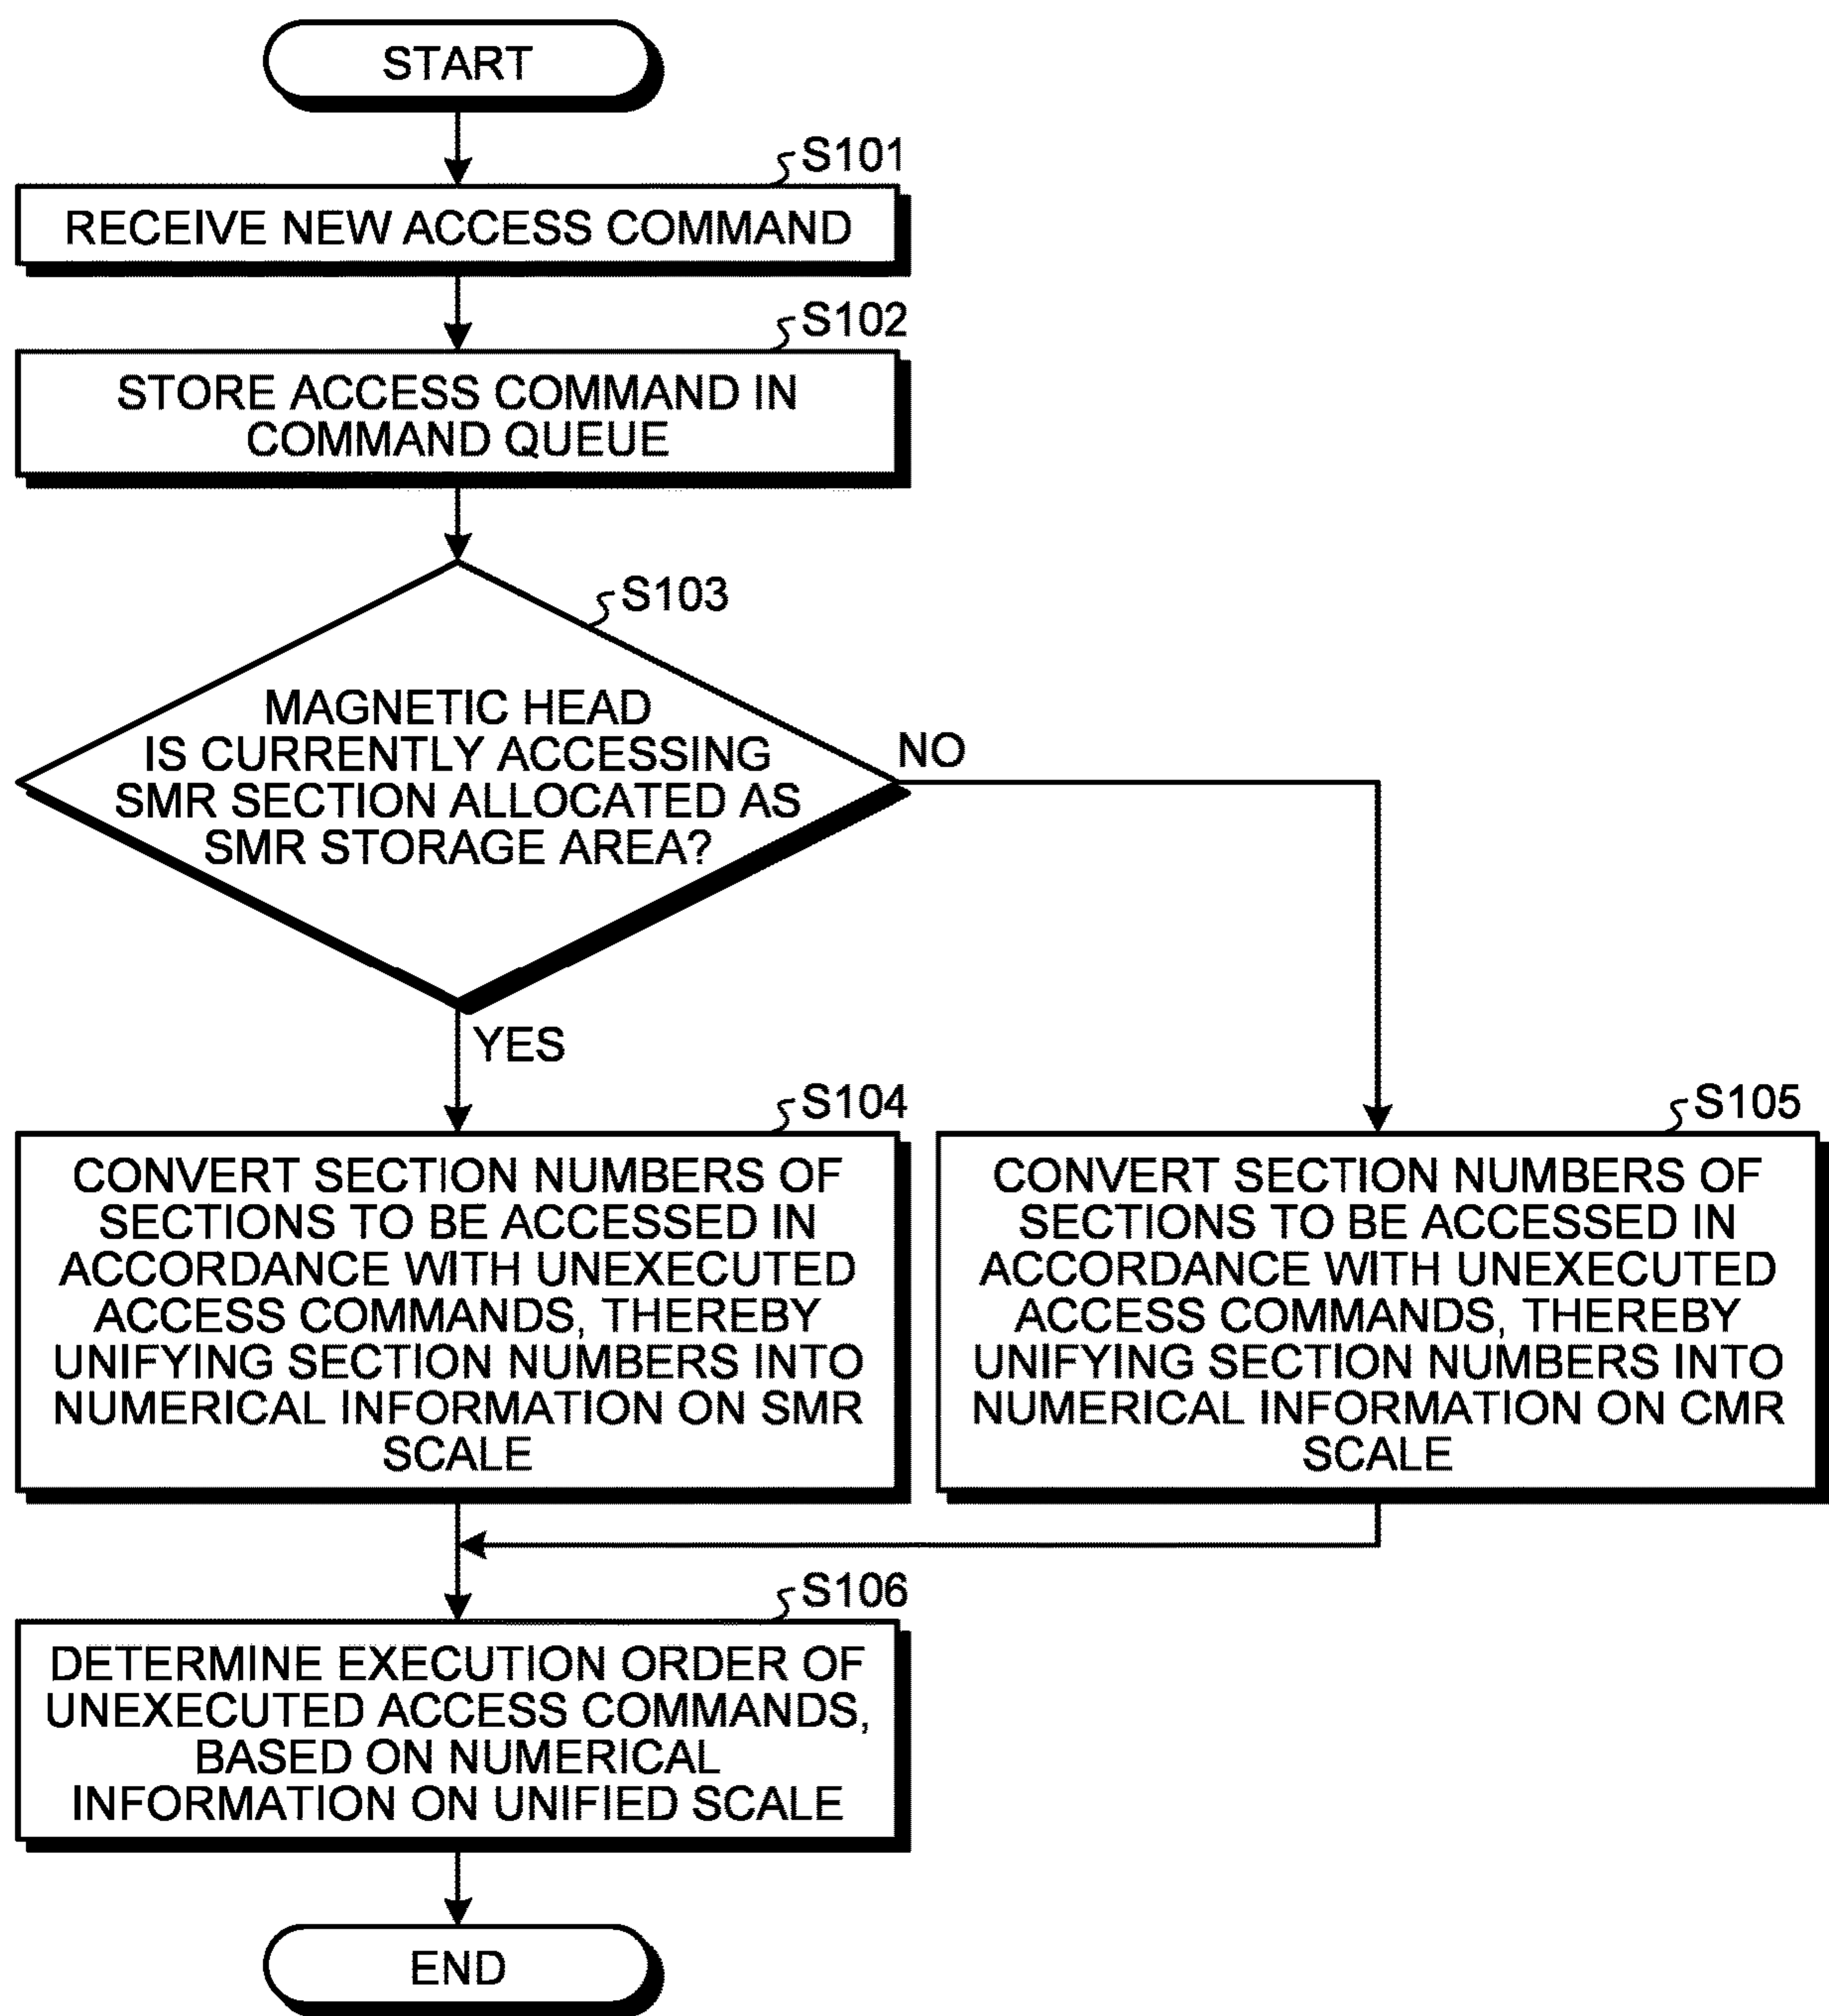 START
S101
RECEIVE NEW ACCESS COMMAND
S102
STORE ACCESS COMMAND IN
COMMAND QUEUE
S103
MAGNETIC HEAD
IS CURRENTLY ACCESSING
SMR SECTION ALLOCATED AS
SMR STORAGE AREA?
NO
YES
S104
CONVERT SECTION NUMBERS OF
SECTIONS TO BE ACCESSED IN
ACCORDANCE WITH UNEXECUTED
ACCESS COMMANDS, THEREBY
UNIFYING SECTION NUMBERS INTO
NUMERICAL INFORMATION ON SMR
SCALE
S105
CONVERT SECTION NUMBERS OF
SECTIONS TO BE ACCESSED IN
ACCORDANCE WITH UNEXECUTED
ACCESS COMMANDS, THEREBY
UNIFYING SECTION NUMBERS INTO
NUMERICAL INFORMATION ON CMR
SCALE
S106
DETERMINE EXECUTION ORDER OF
UNEXECUTED ACCESS COMMANDS,
BASED ON NUMERICAL
INFORMATION ON UNIFIED SCALE
END